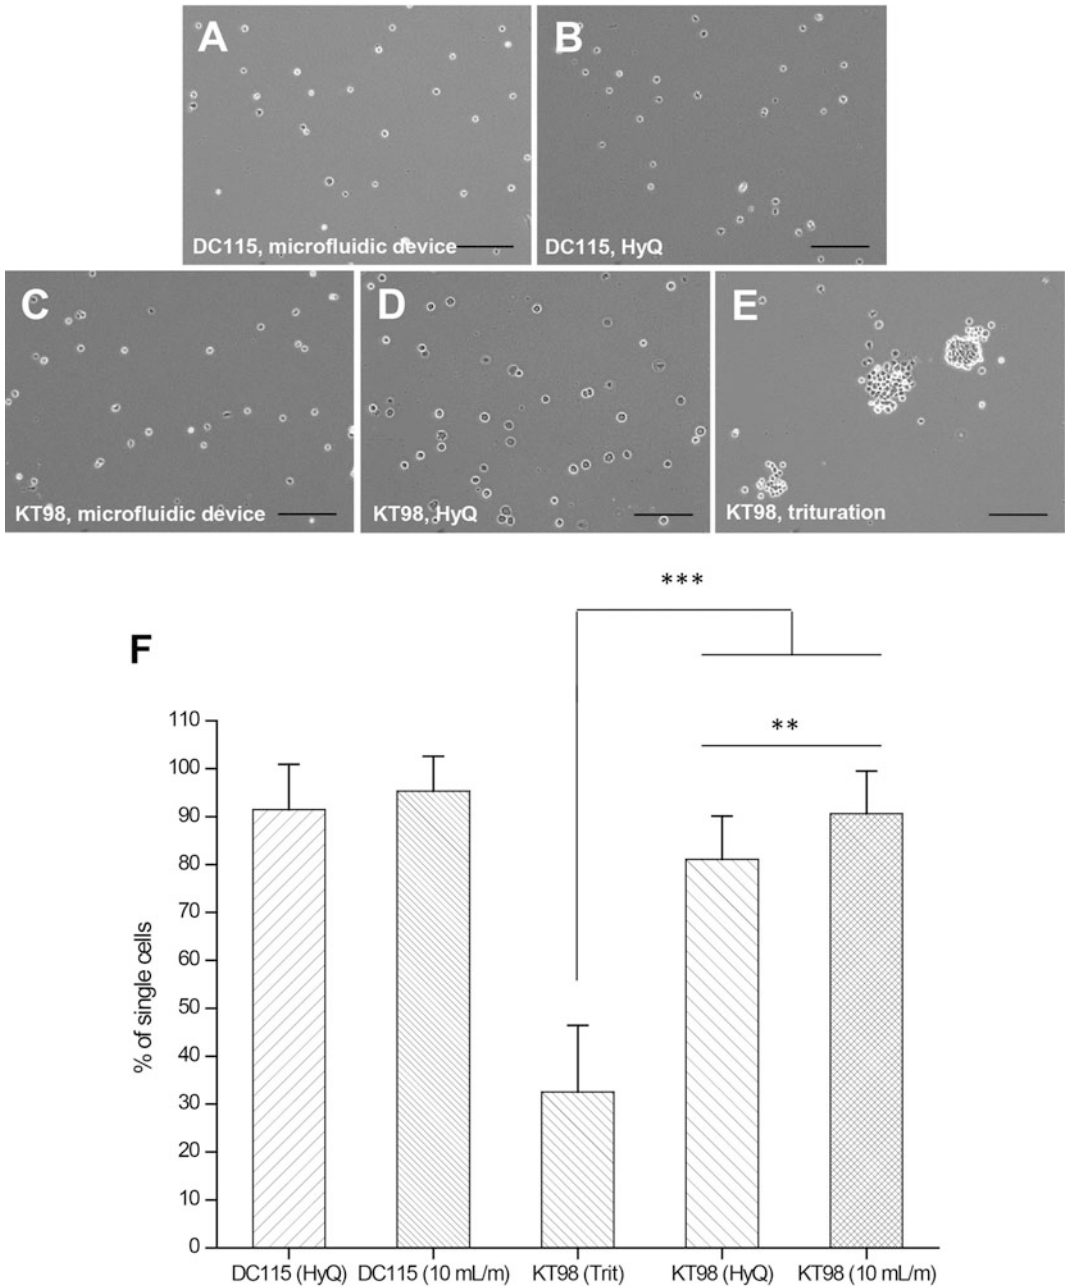 A
B
DC115, microfluidic device
DC115, HyQ
C
D
E
KT98, microfluidic device
KT98, HyQ
KT98, trituration
***
F
**
110
100
90
80
70
60
50
40
30
20
10
0
% of single cells
DC115 (HyQ)
DC115 (10 mL/m)
KT98 (Trit)
KT98 (HyQ)
KT98 (10 mL/m)